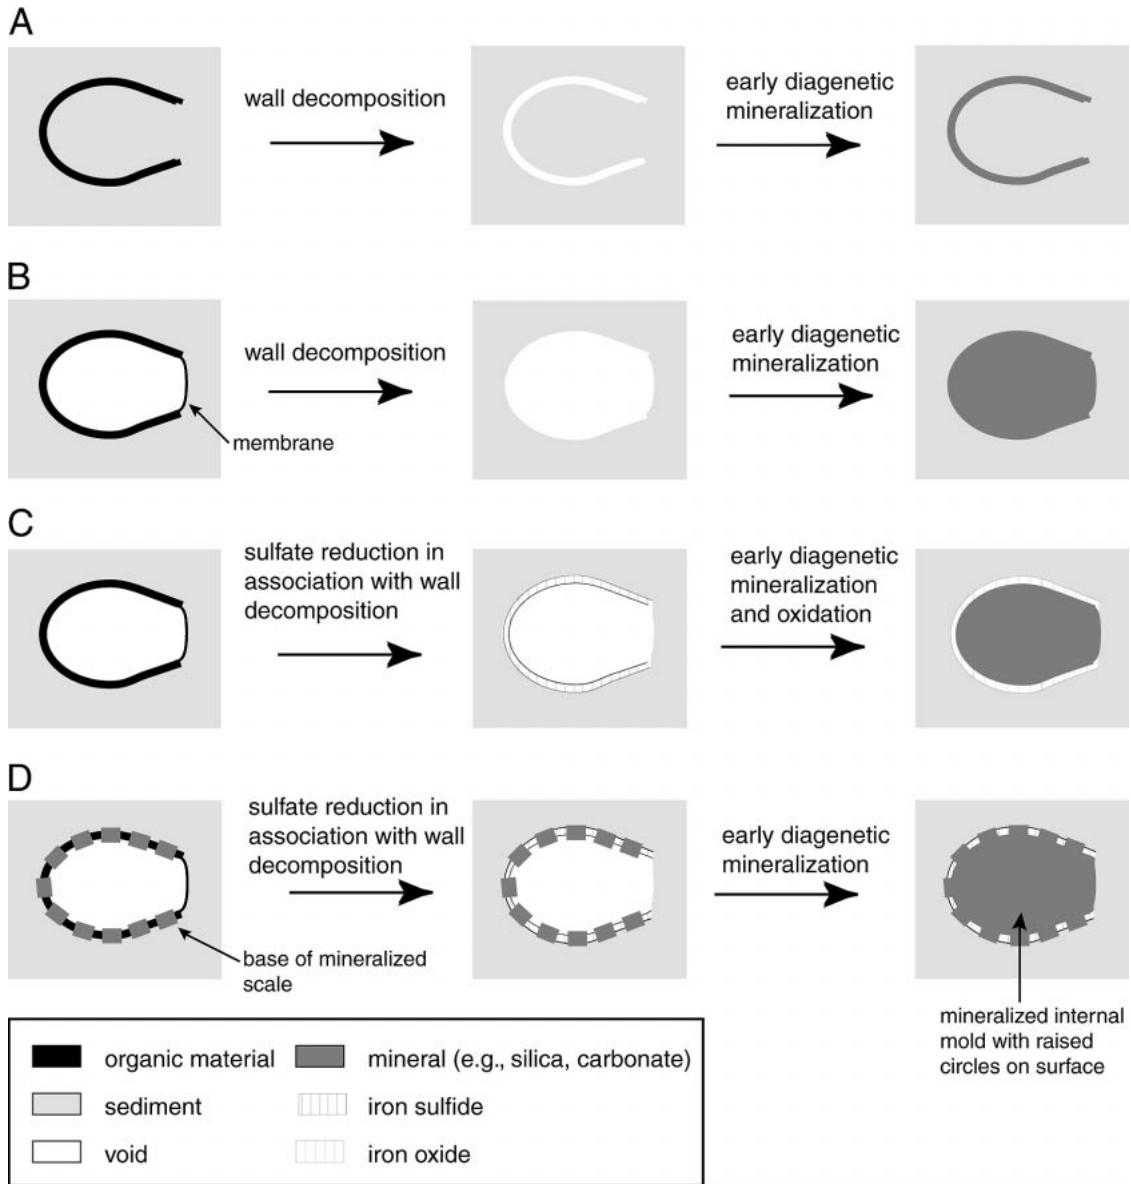 A
wall decomposition
early diagenetic
mineralization
B
wall decomposition
early diagenetic
mineralization
membrane
C
sulfate reduction in
association with wall
decomposition
early diagenetic
mineralization
and oxidation
D
sulfate reduction in
association with wall
decomposition
early diagenetic
mineralization
base of mineralized
scale
mineralized internal
mold with raised
circles on surface
organic material
mineral (e.g., silica, carbonate)
sediment
iron sulfide
void
iron oxide